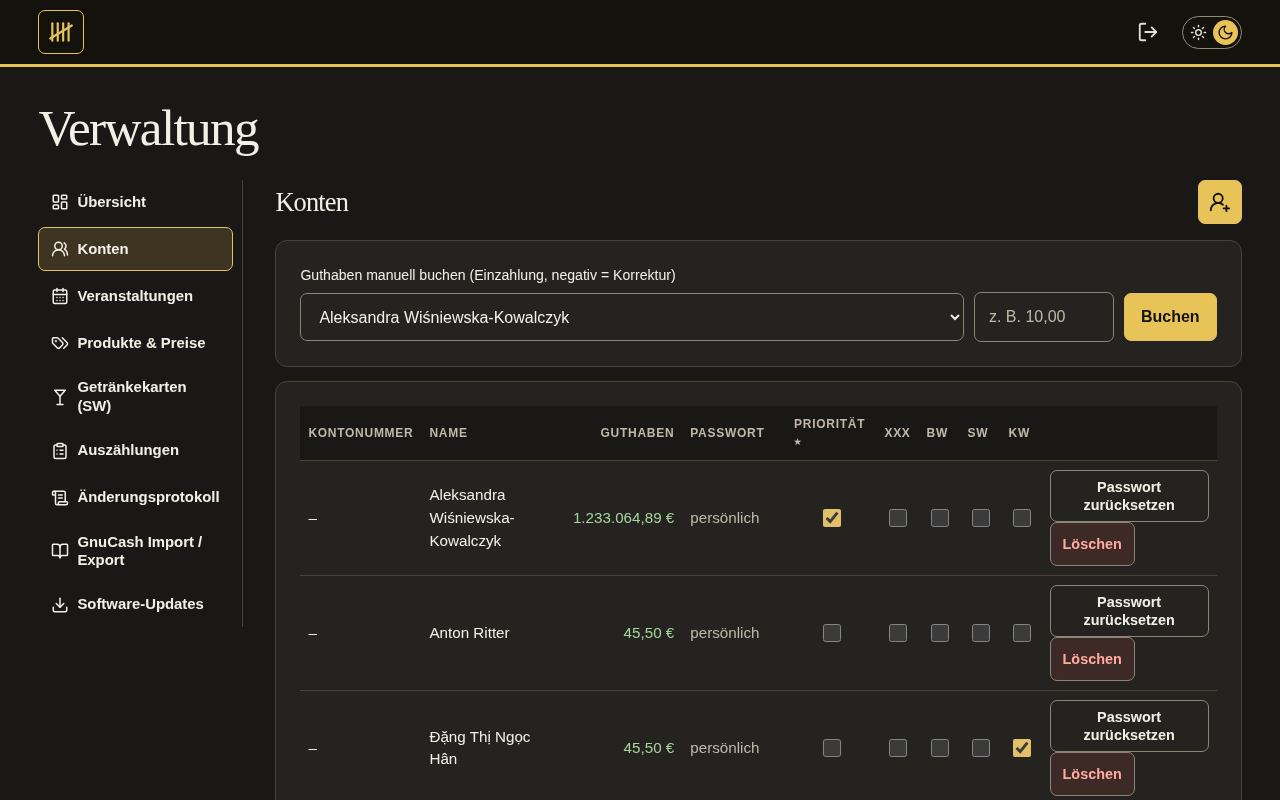 Verwaltung
Übersicht
Konten
Veranstaltungen
Produkte & Preise
Getränkekarten
(SW)
Auszählungen
Änderungsprotokoll
GnuCash Import /
Export
Software-Updates
Konten
Guthaben manuell buchen (Einzahlung, negativ = Korrektur)
Aleksandra Wiśniewska-Kowalczyk
z. B. 10,00
Buchen
KONTONUMMER NAME GUTHABEN PASSWORT PRIORITÄT ★ XXX BW SW KW
– Aleksandra Wiśniewska-Kowalczyk 1.233.064,89 € persönlich
Passwort
zurücksetzen
Löschen
– Anton Ritter 45,50 € persönlich
Passwort
zurücksetzen
Löschen
– Đặng Thị Ngọc Hân 45,50 € persönlich
Passwort
zurücksetzen
Löschen